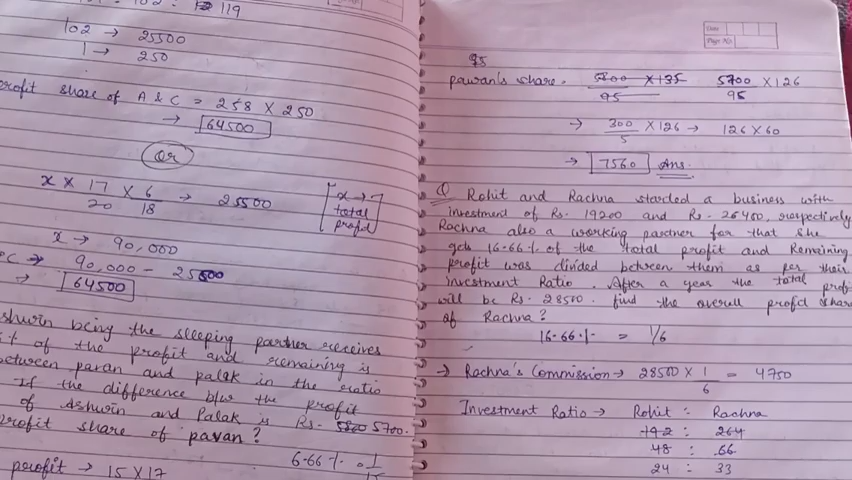 119
102 → 25500
1 → 250
profit share of A & C = 258 × 250
→ 64500
Or
x × 17/20 × 6/18 → 25500
[x → total profit]
x → 90,000
90,000 - 25500
→ 64500
being the sleeping partner receives
of the profit and remaining is
between pavan and palak in the ratio
If the difference b/w the profit
of Ashwin and Palak is Rs. 5700.
profit share of pavan?
6.66 %
profit → 15 × 17
Date
Page No.
95
pawan's share. 5700 × 126 / 95
→ 300/5 × 126 → 126 × 60
→ 7560 Ans.
Q Rohit and Rachna started a business with
investment of Rs. 19200 and Rs. 26400, respectively
Rachna also a working partner for that she
gets 16.66 % of the total profit and Remaining
profit was divided between them as per their
investment Ratio. After a year the total prof
will be Rs. 28500. find the overall profit share
of Rachna?
16.66 % = 1/6
→ Rachna's Commission → 28500 × 1/6 = 4750
Investment Ratio → Rohit : Rachna
192 : 264
48 : 66
24 : 33